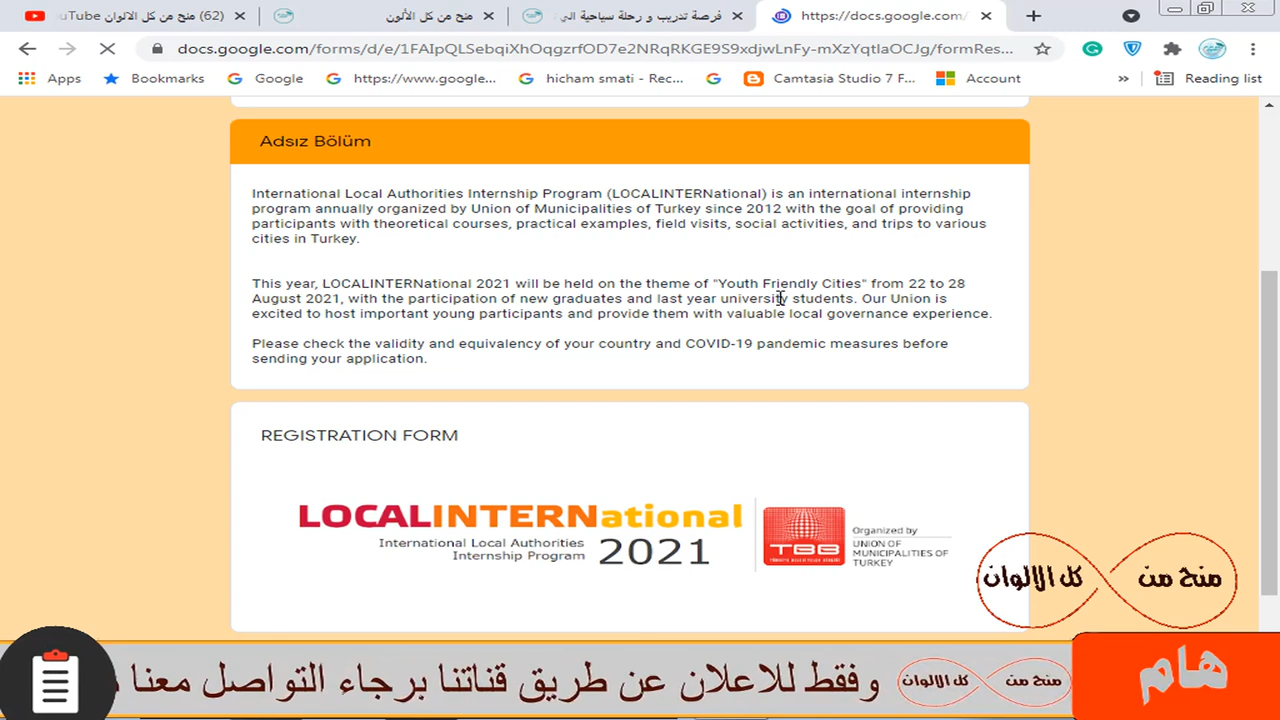 (62) منح من كل الالوان YouTube
منح من كل الألون
فرصة تدريب و رحلة سياحية الى
https://docs.google.com/
docs.google.com/forms/d/e/1FAIpQLSebqiXhOqgzrfOD7e2NRqRKGE9S9xdjwLnFy-mXzYqtlaOCJg/formRes...
Apps
Bookmarks
Google
https://www.google...
hicham smati - Rec...
Camtasia Studio 7 F...
Account
»
Reading list
Adsız Bölüm
International Local Authorities Internship Program (LOCALINTERNational) is an international internship
program annually organized by Union of Municipalities of Turkey since 2012 with the goal of providing
participants with theoretical courses, practical examples, field visits, social activities, and trips to various
cities in Turkey.
This year, LOCALINTERNational 2021 will be held on the theme of "Youth Friendly Cities" from 22 to 28
August 2021, with the participation of new graduates and last year university students. Our Union is
excited to host important young participants and provide them with valuable local governance experience.
Please check the validity and equivalency of your country and COVID-19 pandemic measures before
sending your application.
REGISTRATION FORM
LOCALINTERNational
International Local Authorities
Internship Program
2021
TBB
Organized by
UNION OF
MUNICIPALITIES OF
TURKEY
منح من كل الالوان
وفقط للاعلان عن طريق قناتنا برجاء التواصل معنا
منح من كل الالوان
هام